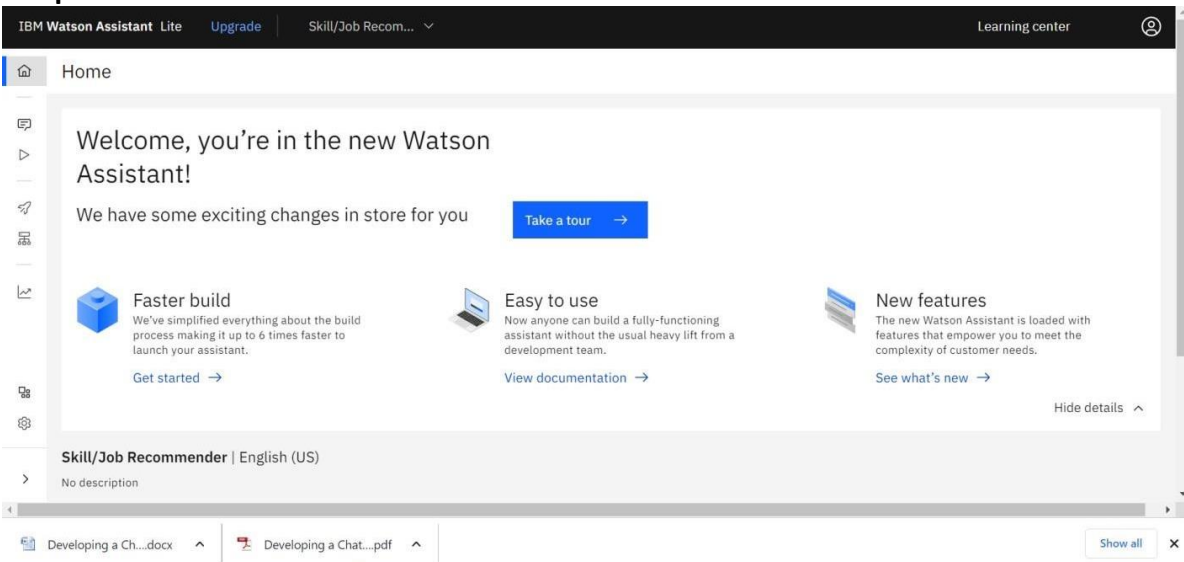 IBM Watson Assistant Lite Upgrade Skill/Job Recom... Learning center
Home
Welcome, you're in the new Watson
Assistant!
We have some exciting changes in store for you
Take a tour →
Faster build
We've simplified everything about the build
process making it up to 6 times faster to
launch your assistant.
Get started →
Easy to use
Now anyone can build a fully-functioning
assistant without the usual heavy lift from a
development team.
View documentation →
New features
The new Watson Assistant is loaded with
features that empower you to meet the
complexity of customer needs.
See what's new →
Hide details
Skill/Job Recommender | English (US)
No description
Developing a Ch....docx Developing a Chat....pdf Show all